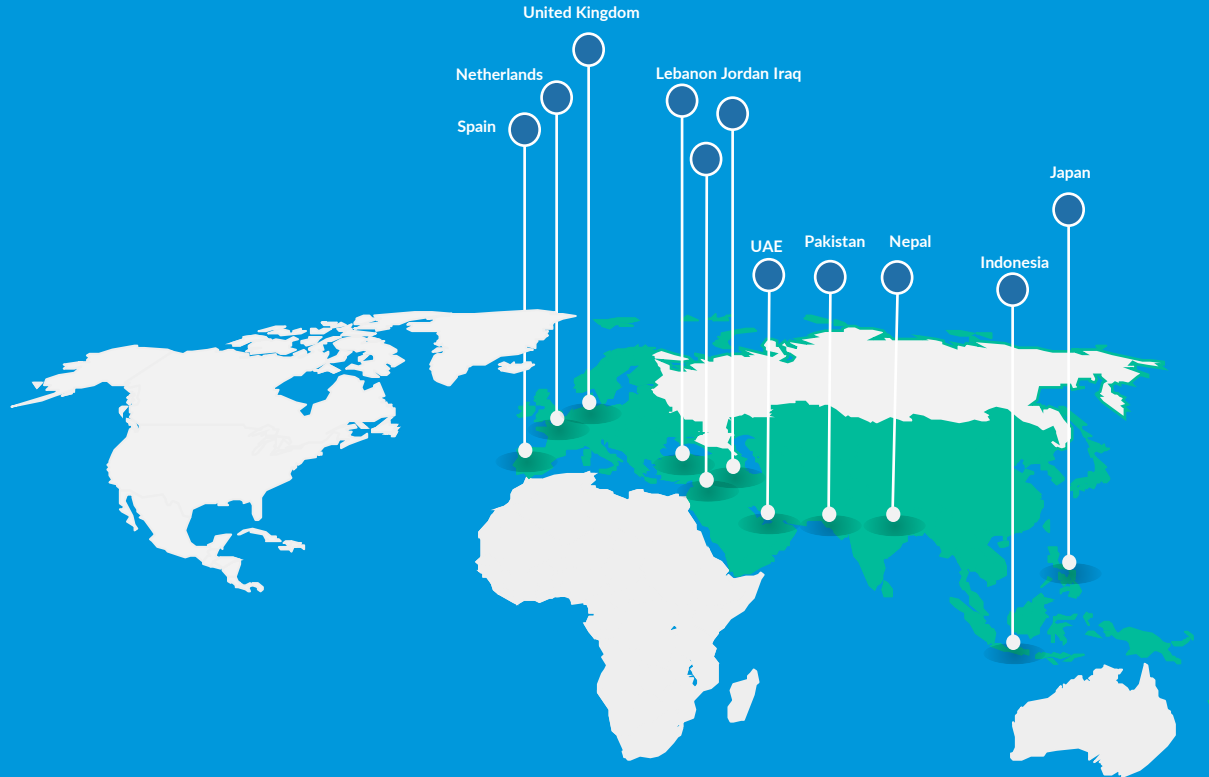 United Kingdom
Netherlands
Lebanon Jordan Iraq
Spain
Japan
UAE
Pakistan
Nepal
Indonesia